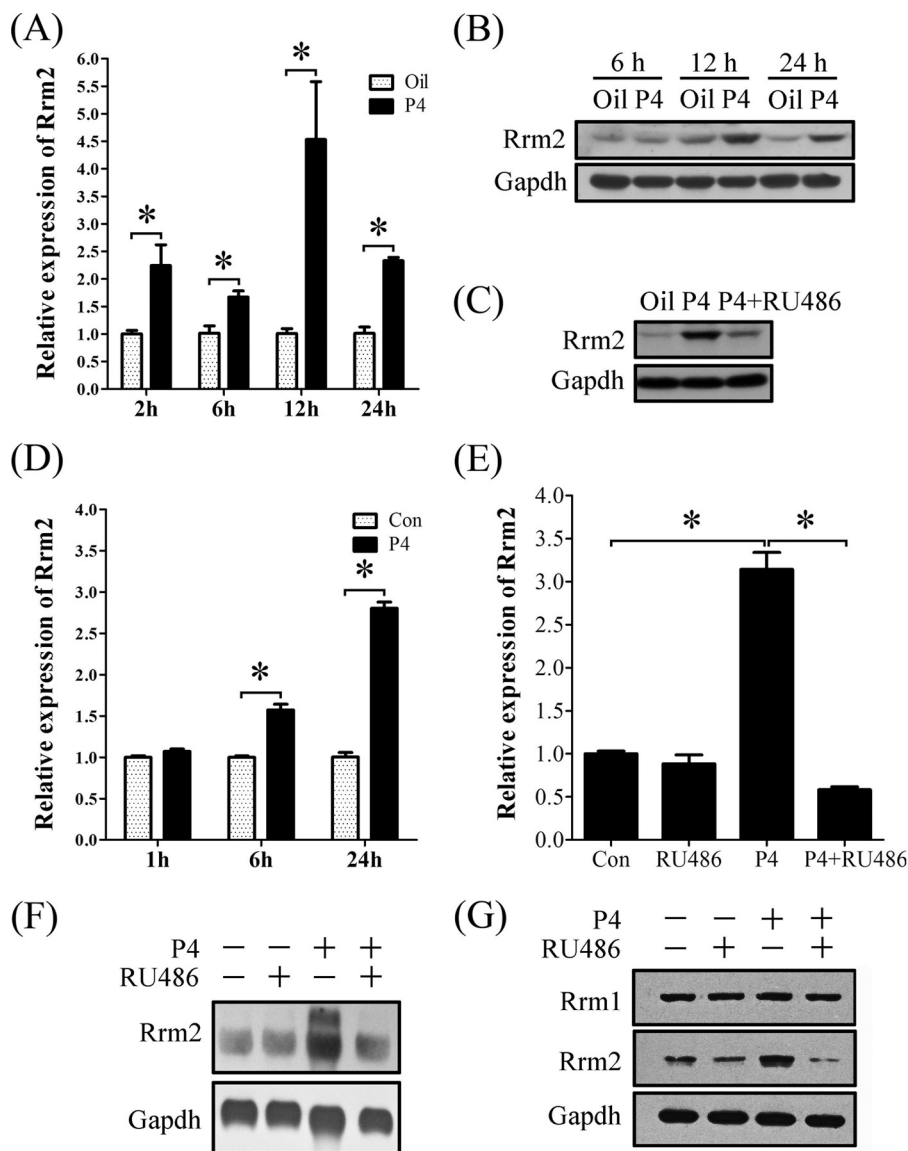 (A)
Relative expression of Rrm2
6.0
5.5
5.0
4.5
4.0
3.5
3.0
2.5
2.0
1.5
1.0
0.5
0.0
Oil
P4
* * * *
2h 6h 12h 24h
(B)
6 h 12 h 24 h
Oil P4 Oil P4 Oil P4
Rrm2
Gapdh
(C)
Oil P4 P4+RU486
Rrm2
Gapdh
(D)
Relative expression of Rrm2
4.0
3.5
3.0
2.5
2.0
1.5
1.0
0.5
0.0
Con
P4
* *
1h 6h 24h
(E)
Relative expression of Rrm2
4.0
3.5
3.0
2.5
2.0
1.5
1.0
0.5
0.0
* *
Con RU486 P4 P4+RU486
(F)
P4 − − + +
RU486 − + − +
Rrm2
Gapdh
(G)
P4 − − + +
RU486 − + − +
Rrm1
Rrm2
Gapdh